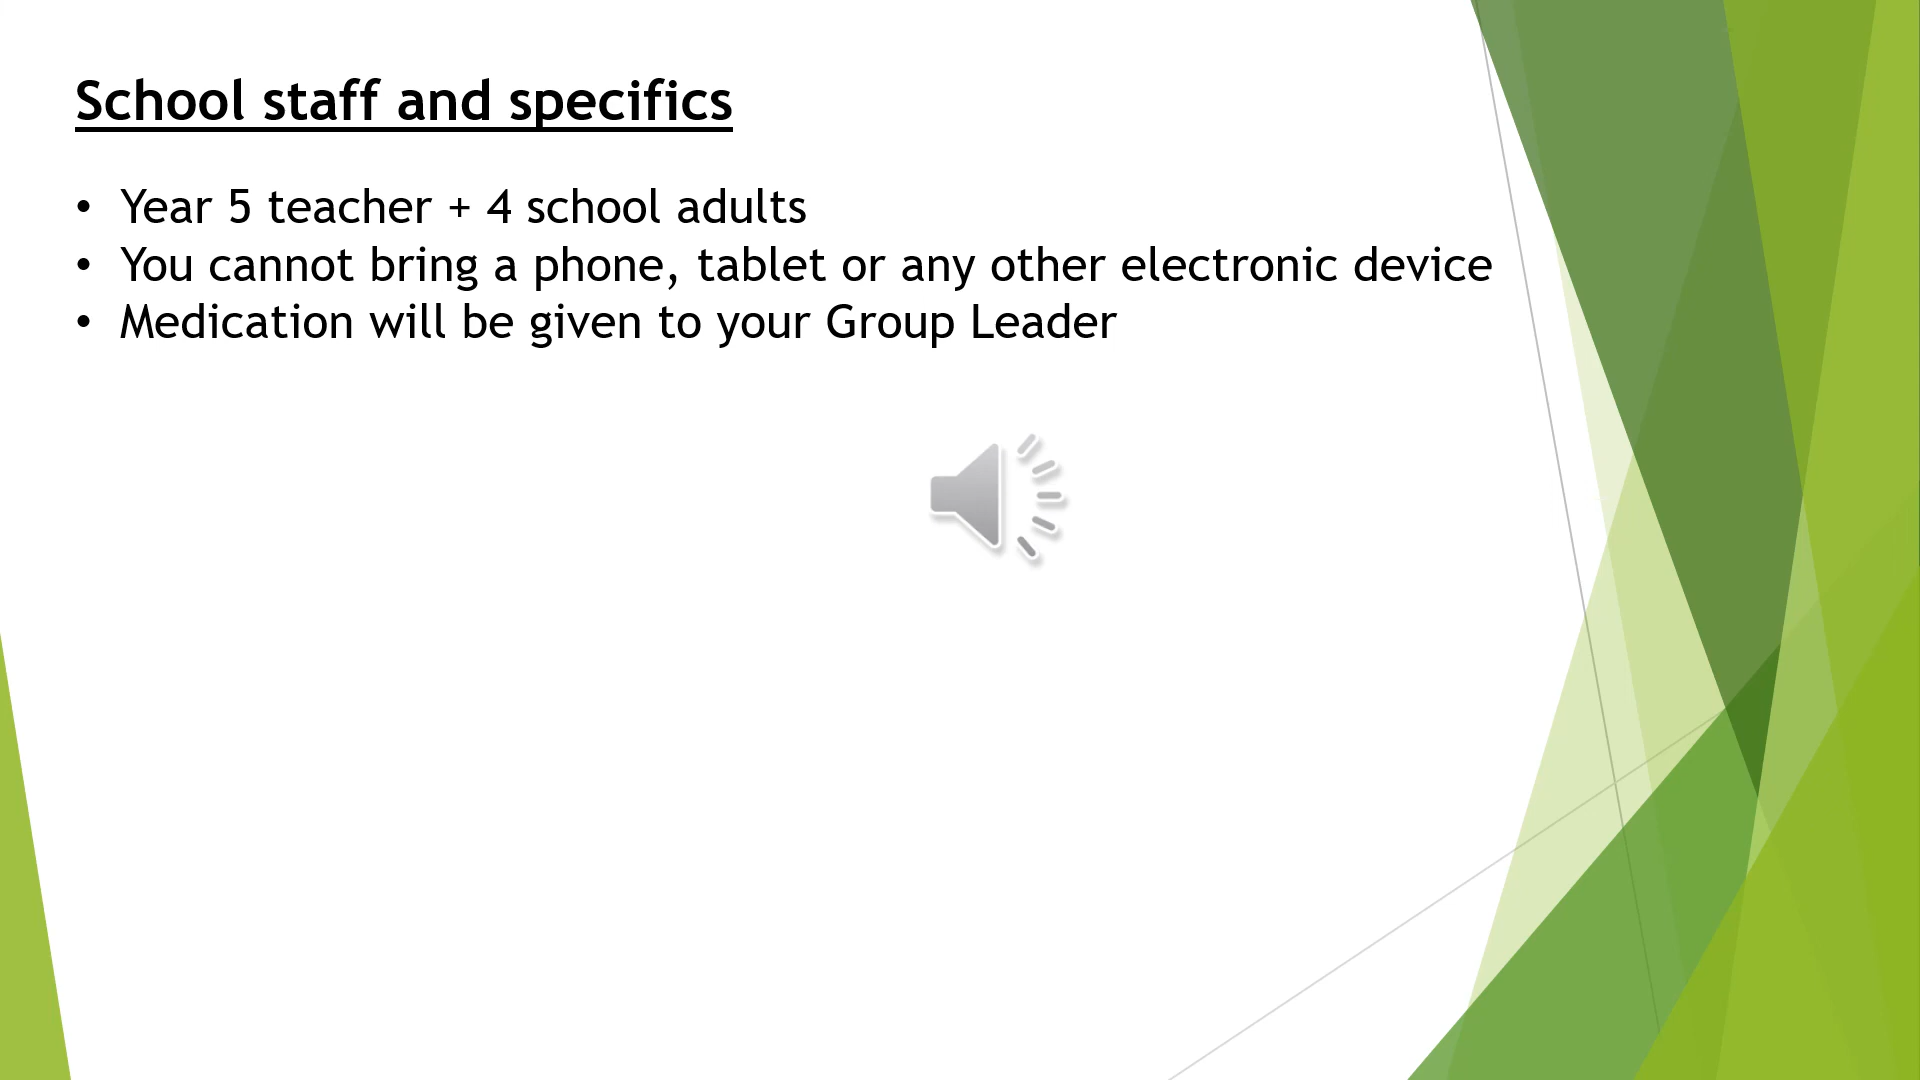 School staff and specifics
• Year 5 teacher + 4 school adults
• You cannot bring a phone, tablet or any other electronic device
• Medication will be given to your Group Leader